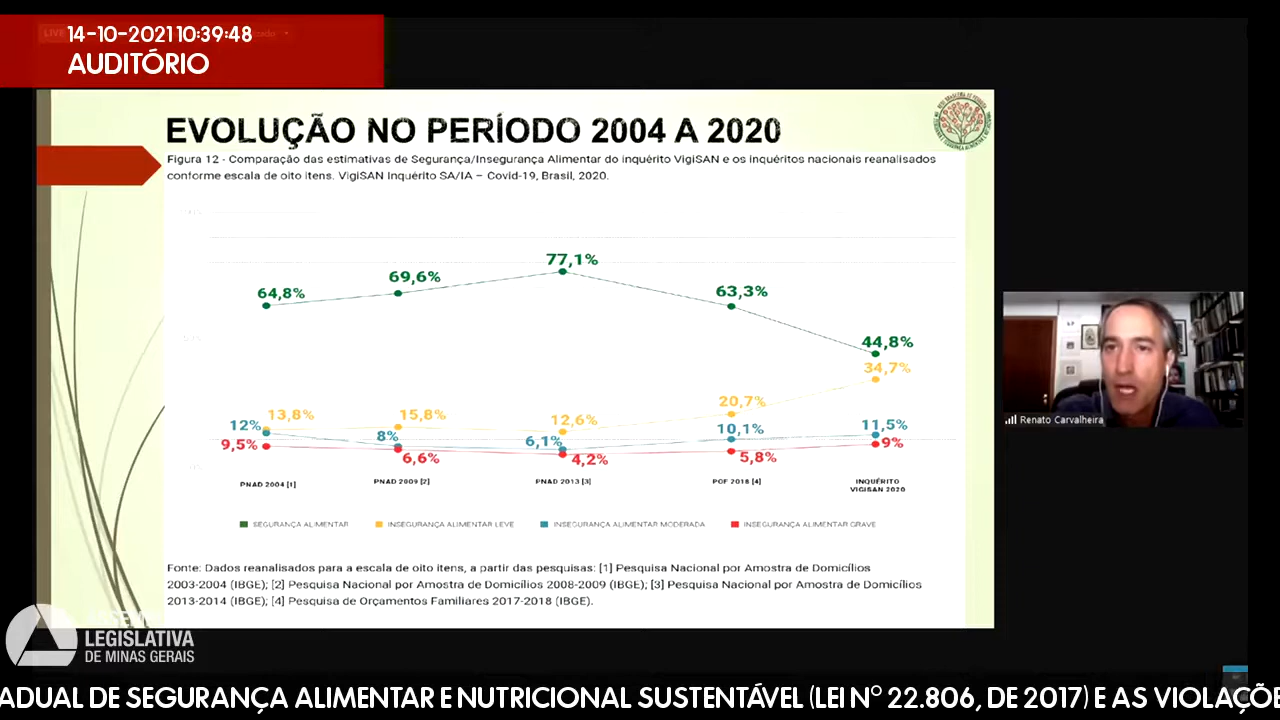 LIVE
14-10-2021 10:39:48
AUDITÓRIO
EVOLUÇÃO NO PERÍODO 2004 A 2020
Figura 12 - Comparação das estimativas de Segurança/Insegurança Alimentar do inquérito VigiSAN e os inquéritos nacionais reanalisados
conforme escala de oito itens. VigiSAN Inquérito SA/IA – Covid-19, Brasil, 2020.
64,8%
69,6%
77,1%
63,3%
44,8%
34,7%
13,8%
15,8%
12,6%
20,7%
12%
8%
6,1%
10,1%
11,5%
9,5%
6,6%
4,2%
5,8%
9%
PNAD 2004 [1]
PNAD 2009 [2]
PNAD 2013 [3]
POF 2018 [4]
INQUÉRITO
VIGISAN 2020
SEGURANÇA ALIMENTAR
INSEGURANÇA ALIMENTAR LEVE
INSEGURANÇA ALIMENTAR MODERADA
INSEGURANÇA ALIMENTAR GRAVE
Fonte: Dados reanalisados para a escala de oito itens, a partir das pesquisas: [1] Pesquisa Nacional por Amostra de Domicílios
2003-2004 (IBGE); [2] Pesquisa Nacional por Amostra de Domicílios 2008-2009 (IBGE); [3] Pesquisa Nacional por Amostra de Domicílios
2013-2014 (IBGE); [4] Pesquisa de Orçamentos Familiares 2017-2018 (IBGE).
Renato Carvalheira
LEGISLATIVA
DE MINAS GERAIS
ADUAL DE SEGURANÇA ALIMENTAR E NUTRICIONAL SUSTENTÁVEL (LEI Nº 22.806, DE 2017) E AS VIOLAÇÕE